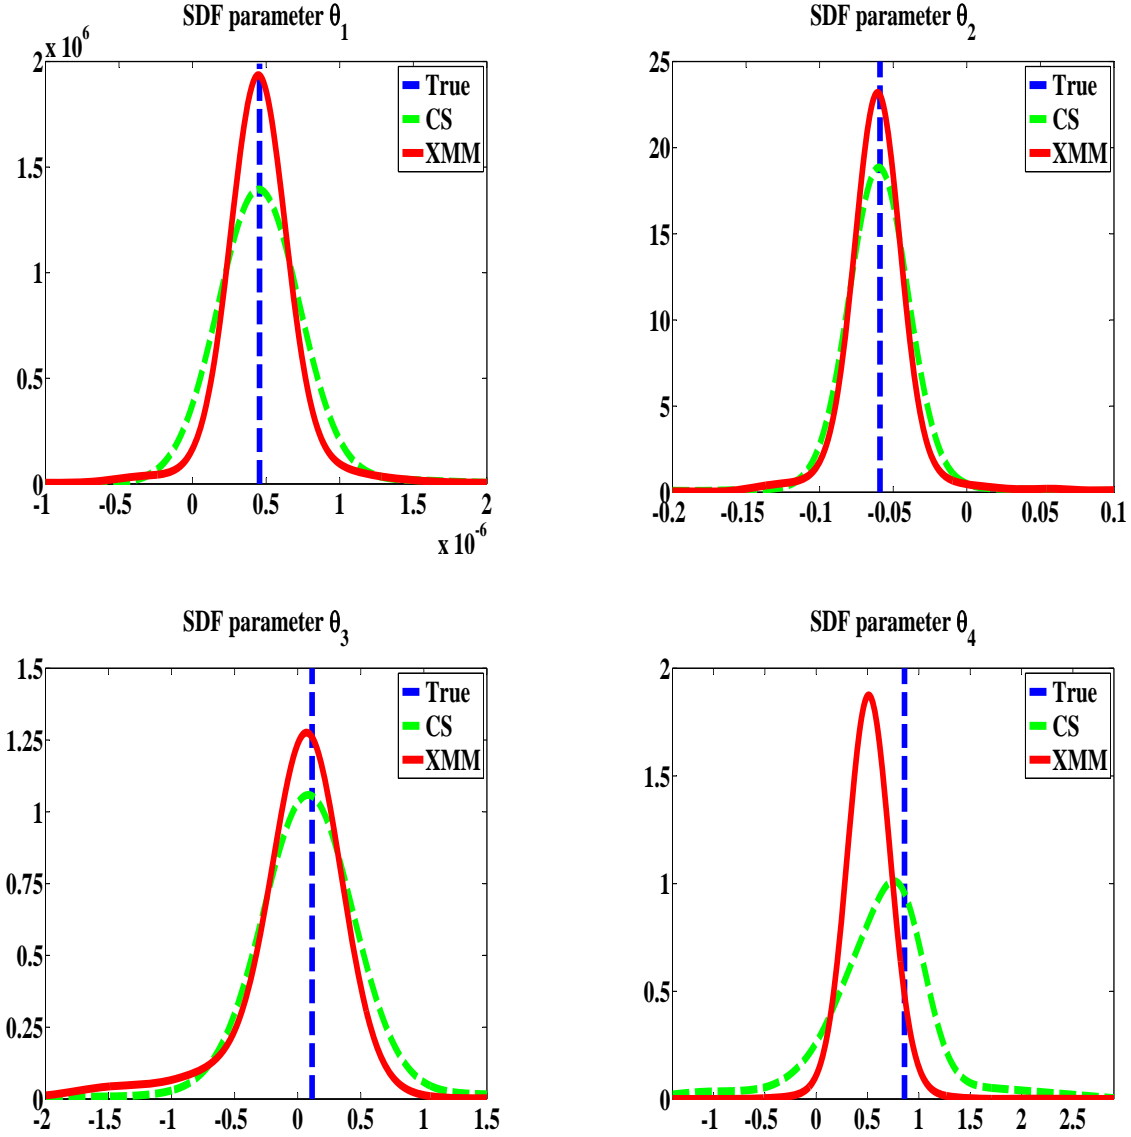 SDF parameter θ1
x 10^6
2
1.5
1
0.5
0
-1 -0.5 0 0.5 1 1.5 2
x 10^-6
True
CS
XMM
SDF parameter θ2
25
20
15
10
5
0
-0.2 -0.15 -0.1 -0.05 0 0.05 0.1
True
CS
XMM
SDF parameter θ3
1.5
1.25
1
0.75
0.5
0.25
0
-2 -1.5 -1 -0.5 0 0.5 1 1.5
True
CS
XMM
SDF parameter θ4
2
1.5
1
0.5
0
-1 -0.5 0 0.5 1 1.5 2 2.5
True
CS
XMM